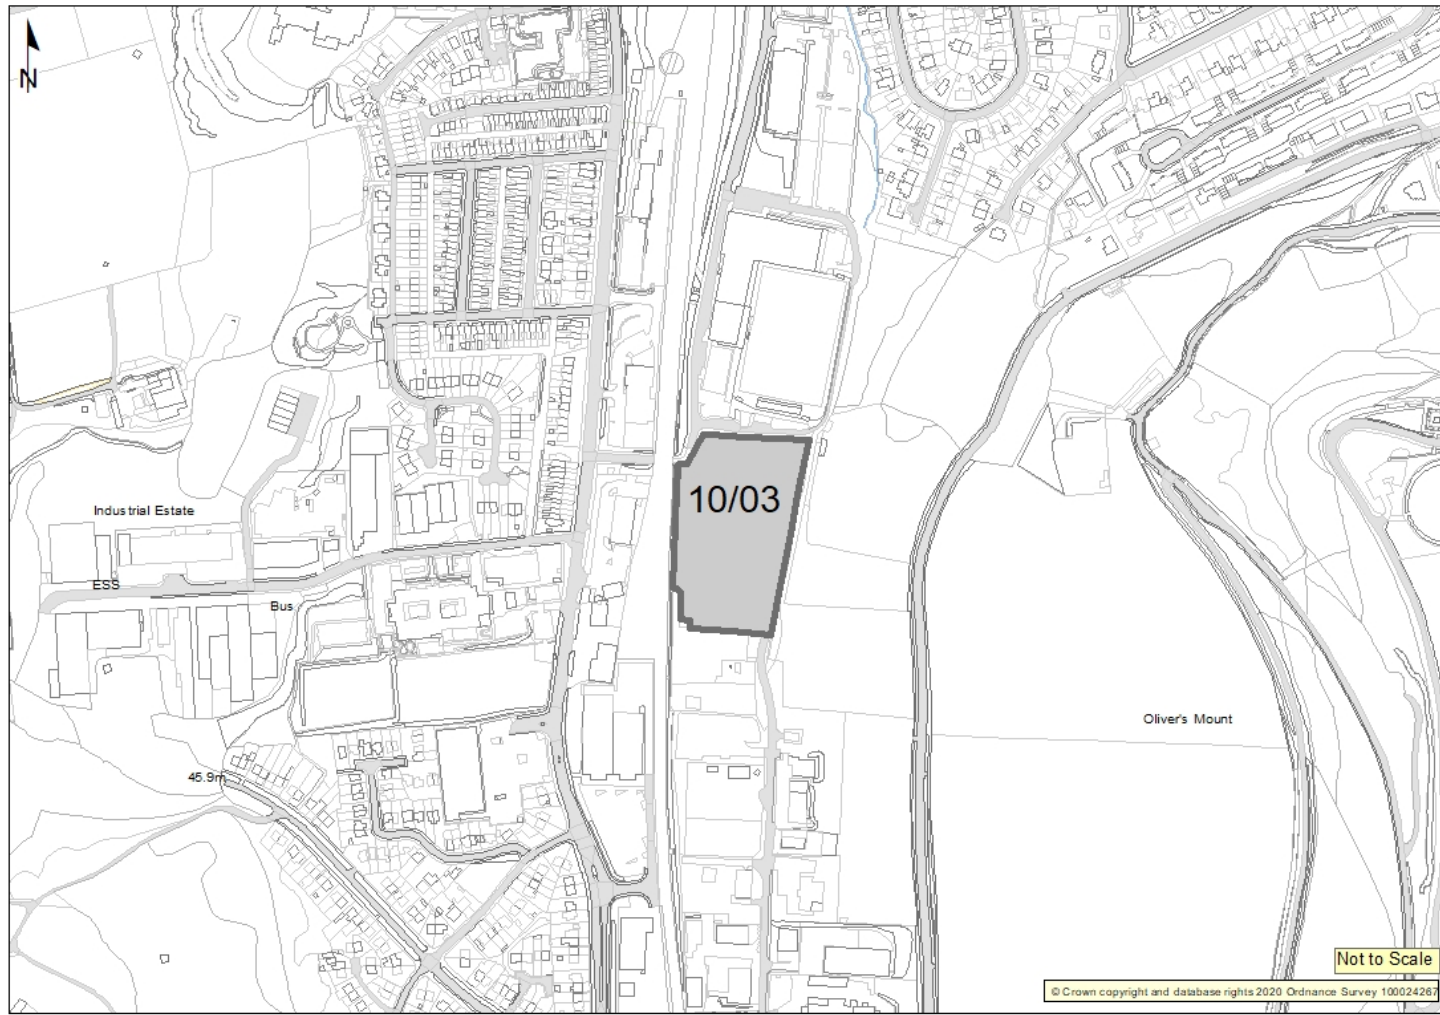 N
10/03
Industrial Estate
ESS
Bus
Oliver's Mount
45.9m
Not to Scale
© Crown copyright and database rights 2020 Ordnance Survey 100024267